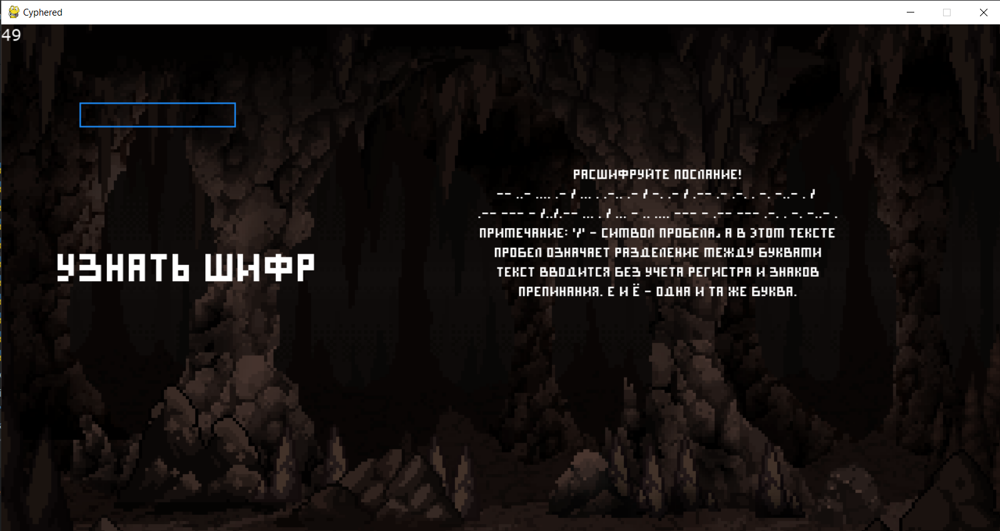 Cyphered
49
РАСШИФРУЙТЕ ПОСЛАНИЕ!
-- ..- .... .- / ... . .-.. .- / -. .- / .-- .- .-. . -. -..- . /
.-- --- - /../.-- ... . / ... - .. .... --- - .-- --- .-. . -. -..- .
ПРИМЕЧАНИЕ: '/' - СИМВОЛ ПРОБЕЛА, А В ЭТОМ ТЕКСТЕ
ПРОБЕЛ ОЗНАЧАЕТ РАЗДЕЛЕНИЕ МЕЖДУ БУКВАМИ
УЗНАТЬ ШИФР
ТЕКСТ ВВОДИТСЯ БЕЗ УЧЕТА РЕГИСТРА И ЗНАКОВ
ПРЕПИНАНИЯ. Е И Ё - ОДНА И ТА ЖЕ БУКВА.